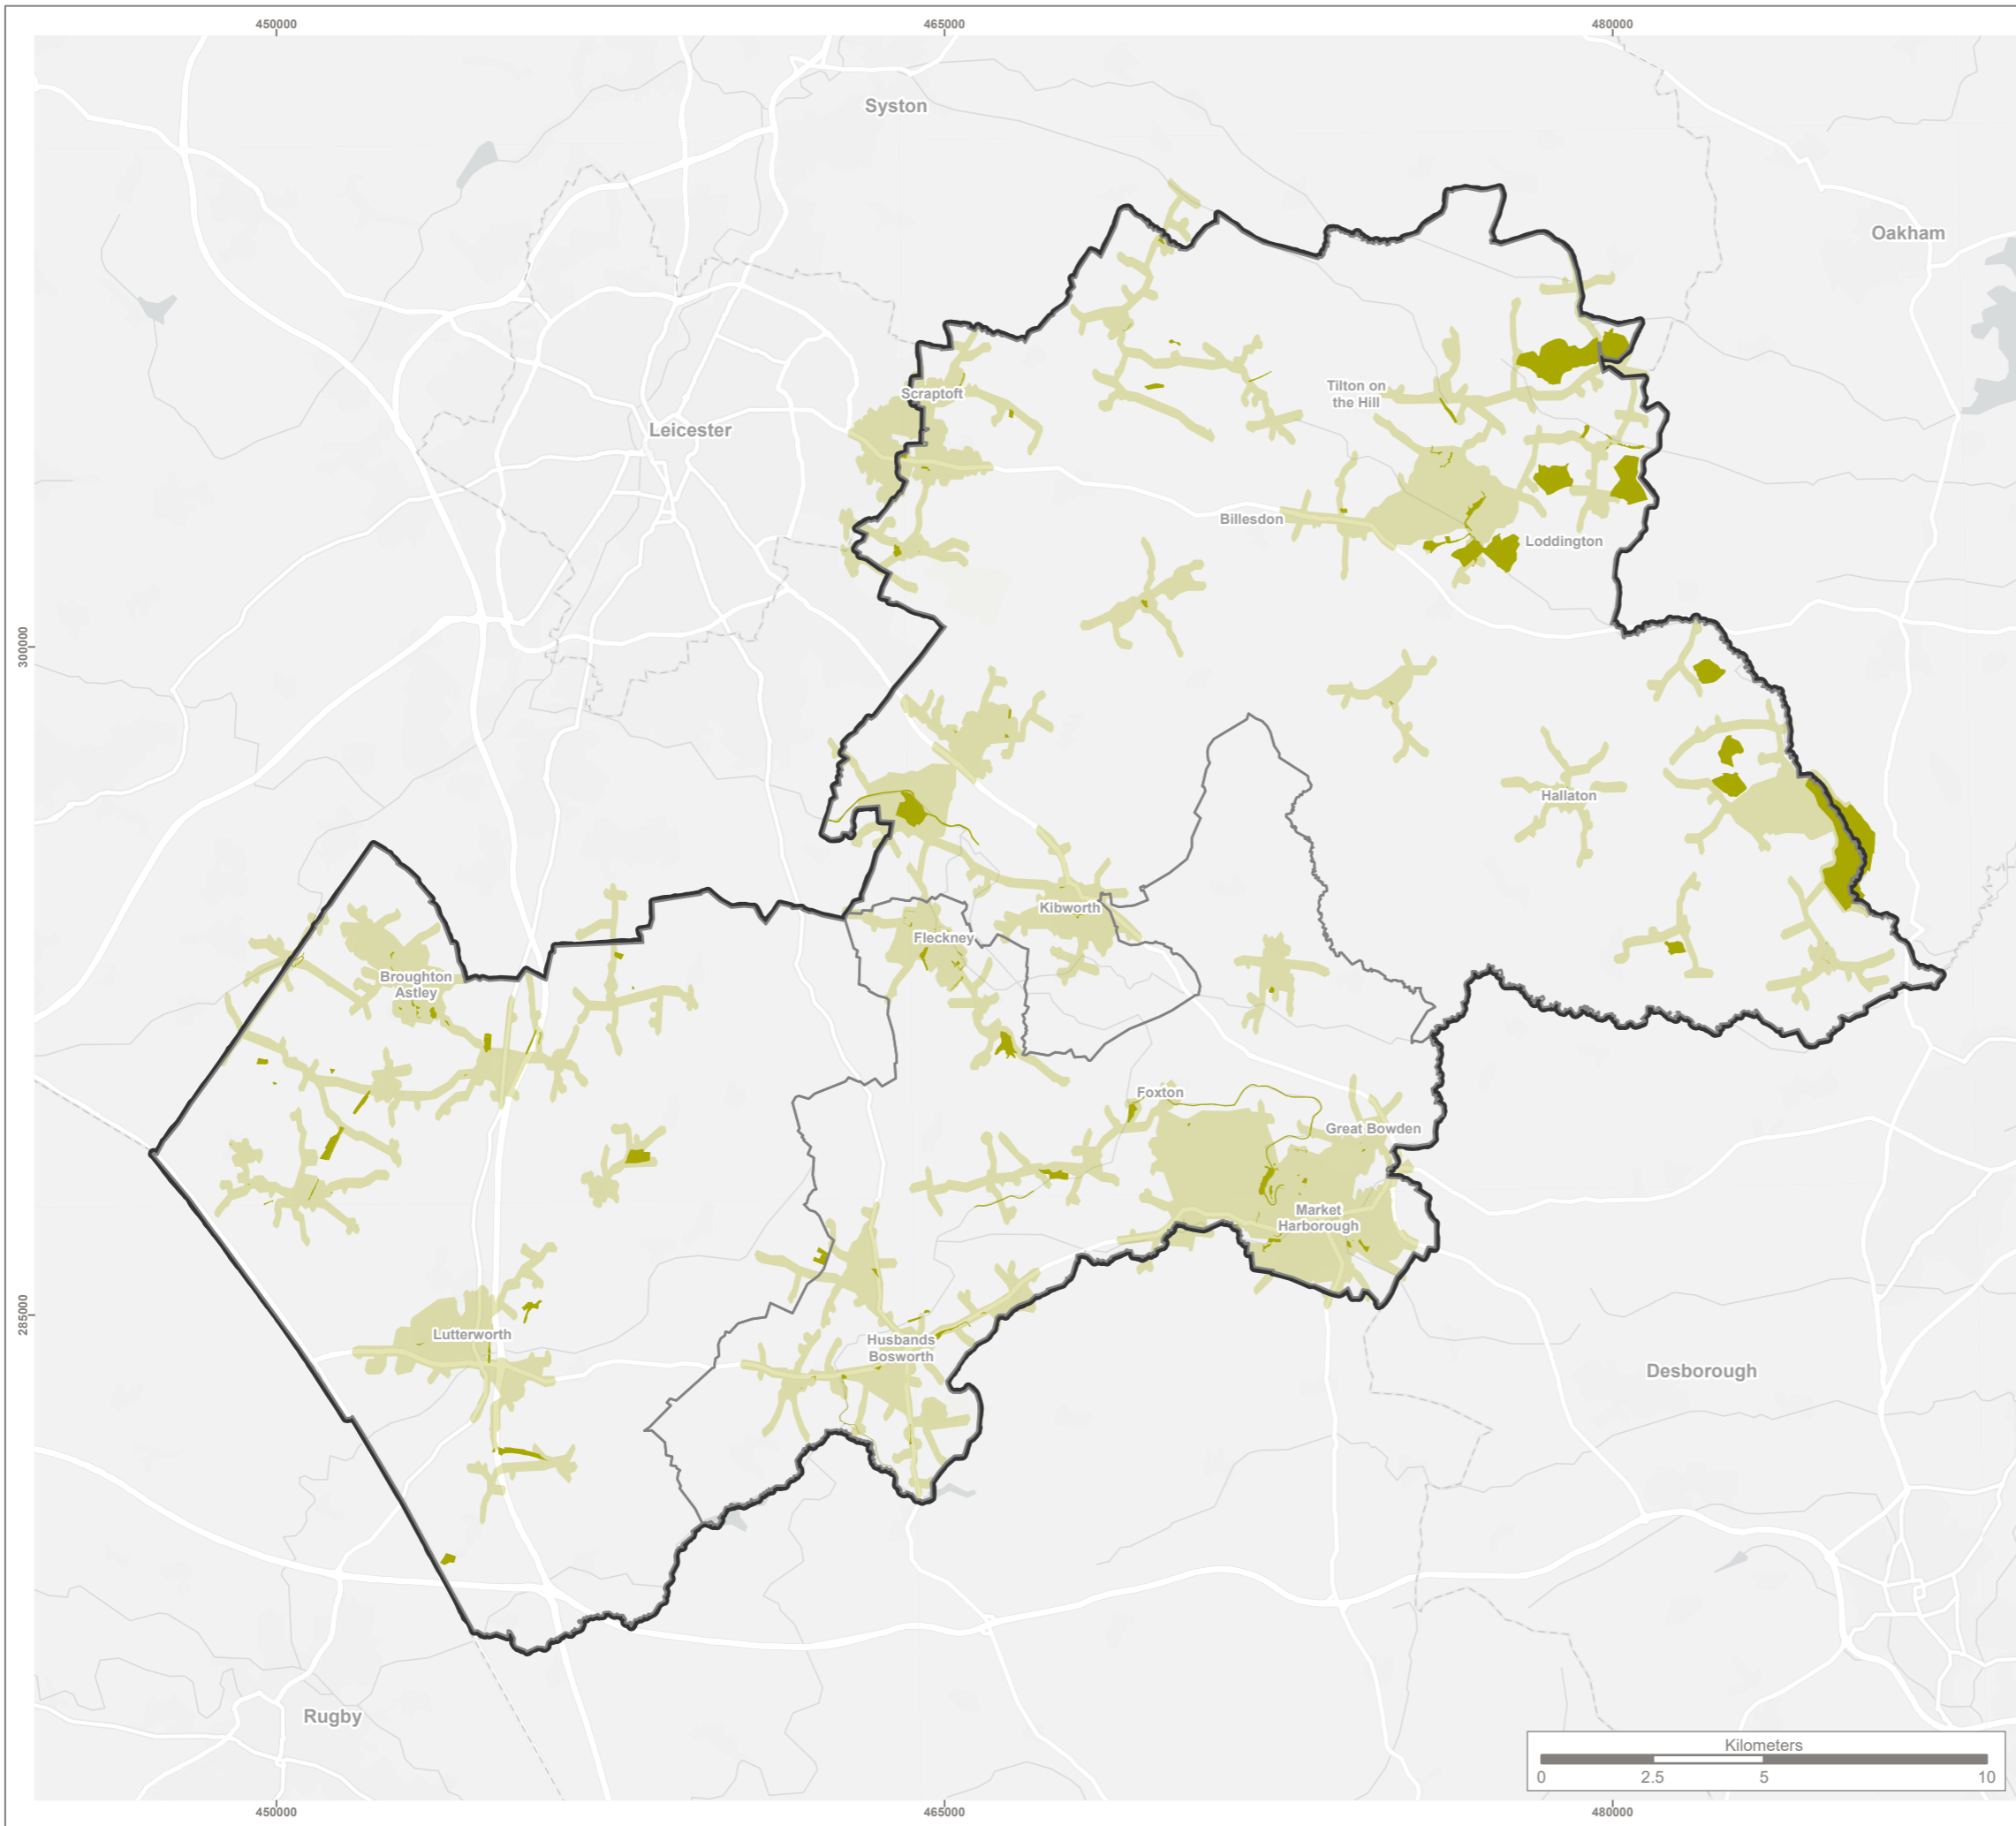 450000
465000
480000
Syston
Oakham
Scraptoft
Tilton on
the Hill
Leicester
Billesdon
Loddington
300000
Hallaton
Kibworth
Fleckney
Broughton
Astley
Foxton
Great Bowden
Market
Harborough
285000
Lutterworth
Husbands
Bosworth
Desborough
Rugby
Kilometers
0
2.5
5
10
450000
465000
480000